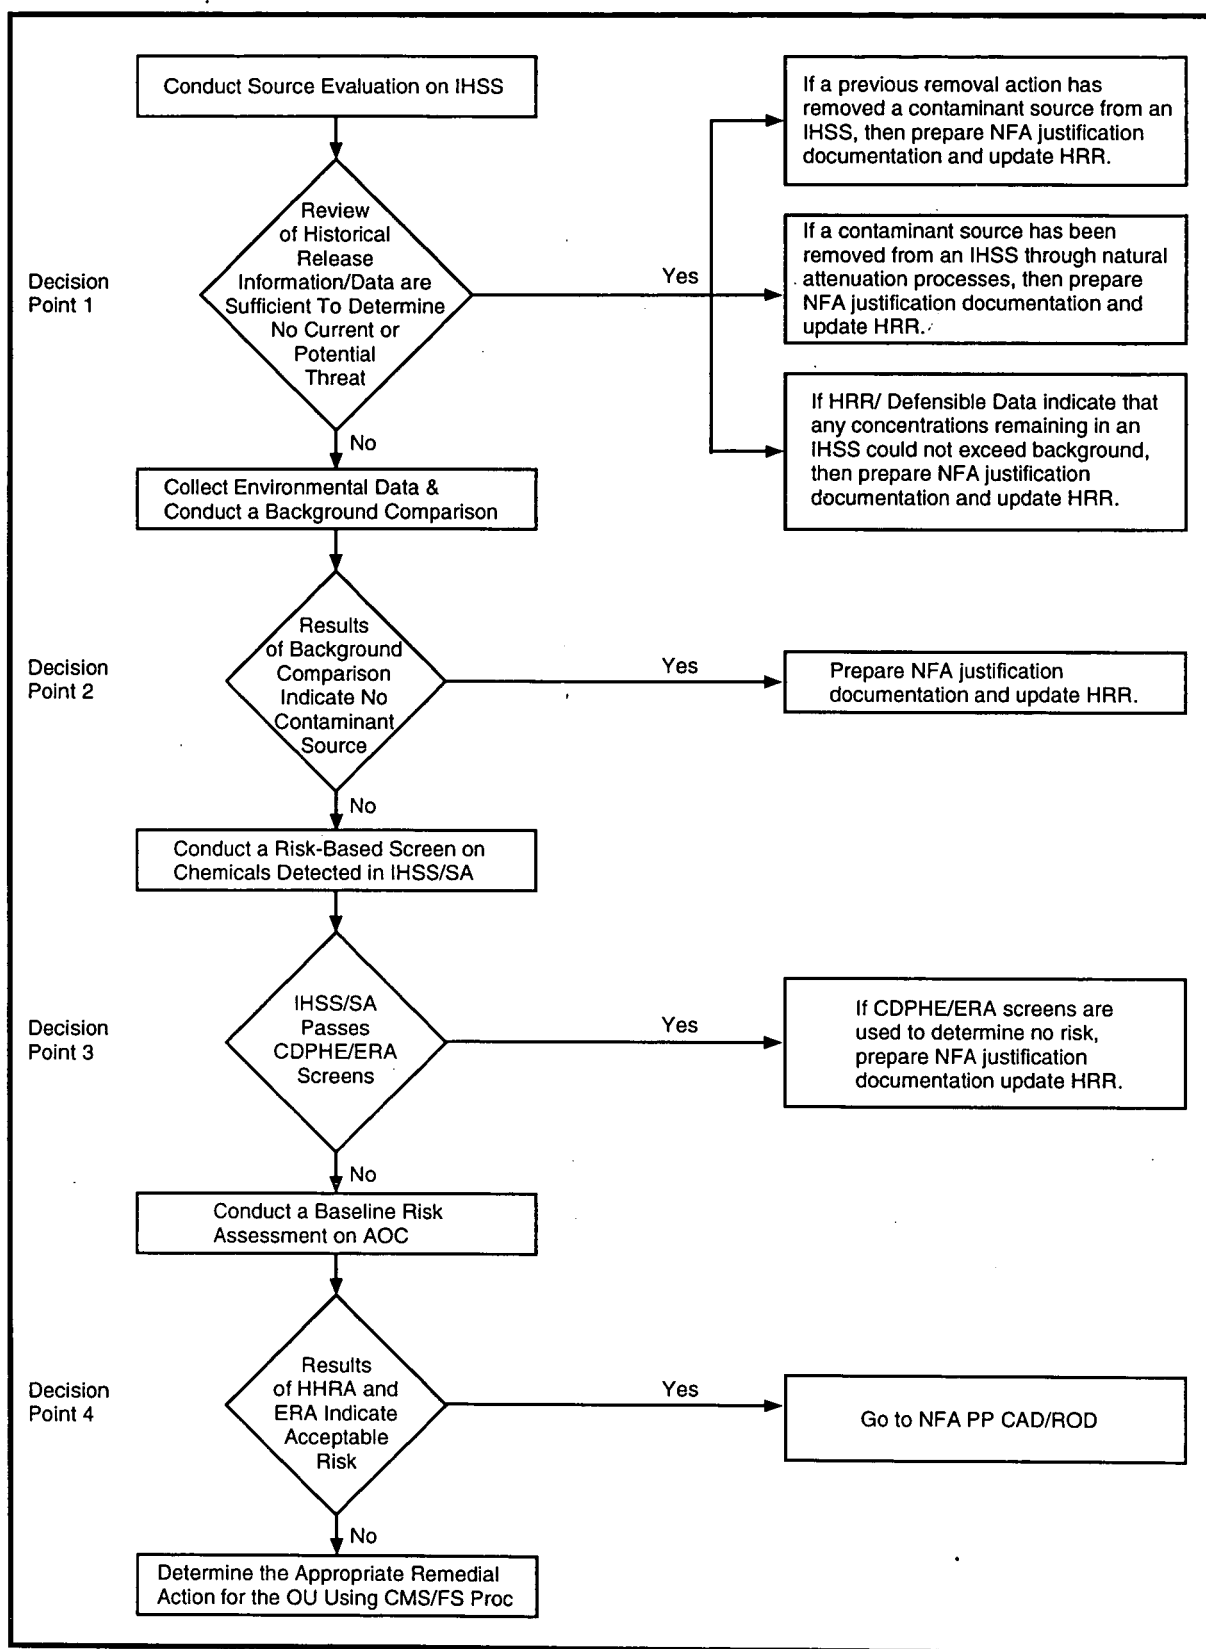 Conduct Source Evaluation on IHSS
If a previous removal action has
removed a contaminant source from an
IHSS, then prepare NFA justification
documentation and update HRR.
Decision
Point 1
Review
of Historical
Release
Information/Data are
Sufficient To Determine
No Current or
Potential
Threat
Yes
If a contaminant source has been
removed from an IHSS through natural
attenuation processes, then prepare
NFA justification documentation and
update HRR.
If HRR/ Defensible Data indicate that
any concentrations remaining in an
IHSS could not exceed background,
then prepare NFA justification
documentation and update HRR.
No
Collect Environmental Data &
Conduct a Background Comparison
Decision
Point 2
Results
of Background
Comparison
Indicate No
Contaminant
Source
Yes
Prepare NFA justification
documentation and update HRR.
No
Conduct a Risk-Based Screen on
Chemicals Detected in IHSS/SA
Decision
Point 3
IHSS/SA
Passes
CDPHE/ERA
Screens
Yes
If CDPHE/ERA screens are
used to determine no risk,
prepare NFA justification
documentation update HRR.
No
Conduct a Baseline Risk
Assessment on AOC
Decision
Point 4
Results
of HHRA and
ERA Indicate
Acceptable
Risk
Yes
Go to NFA PP CAD/ROD
No
Determine the Appropriate Remedial
Action for the OU Using CMS/FS Proc